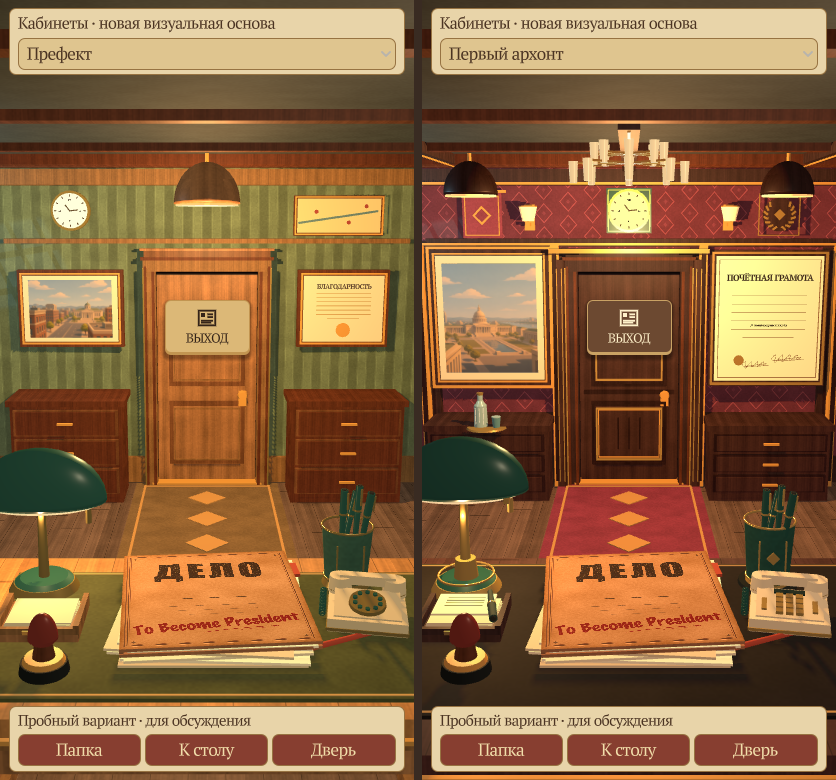 Кабинеты · новая визуальная основа
Префект
БЛАГОДАРНОСТЬ
ВЫХОД
ДЕЛО
To Become President
Пробный вариант · для обсуждения
Папка
К столу
Дверь
Кабинеты · новая визуальная основа
Первый архонт
ПОЧЁТНАЯ ГРАМОТА
ВЫХОД
ДЕЛО
To Become President
Пробный вариант · для обсуждения
Папка
К столу
Дверь